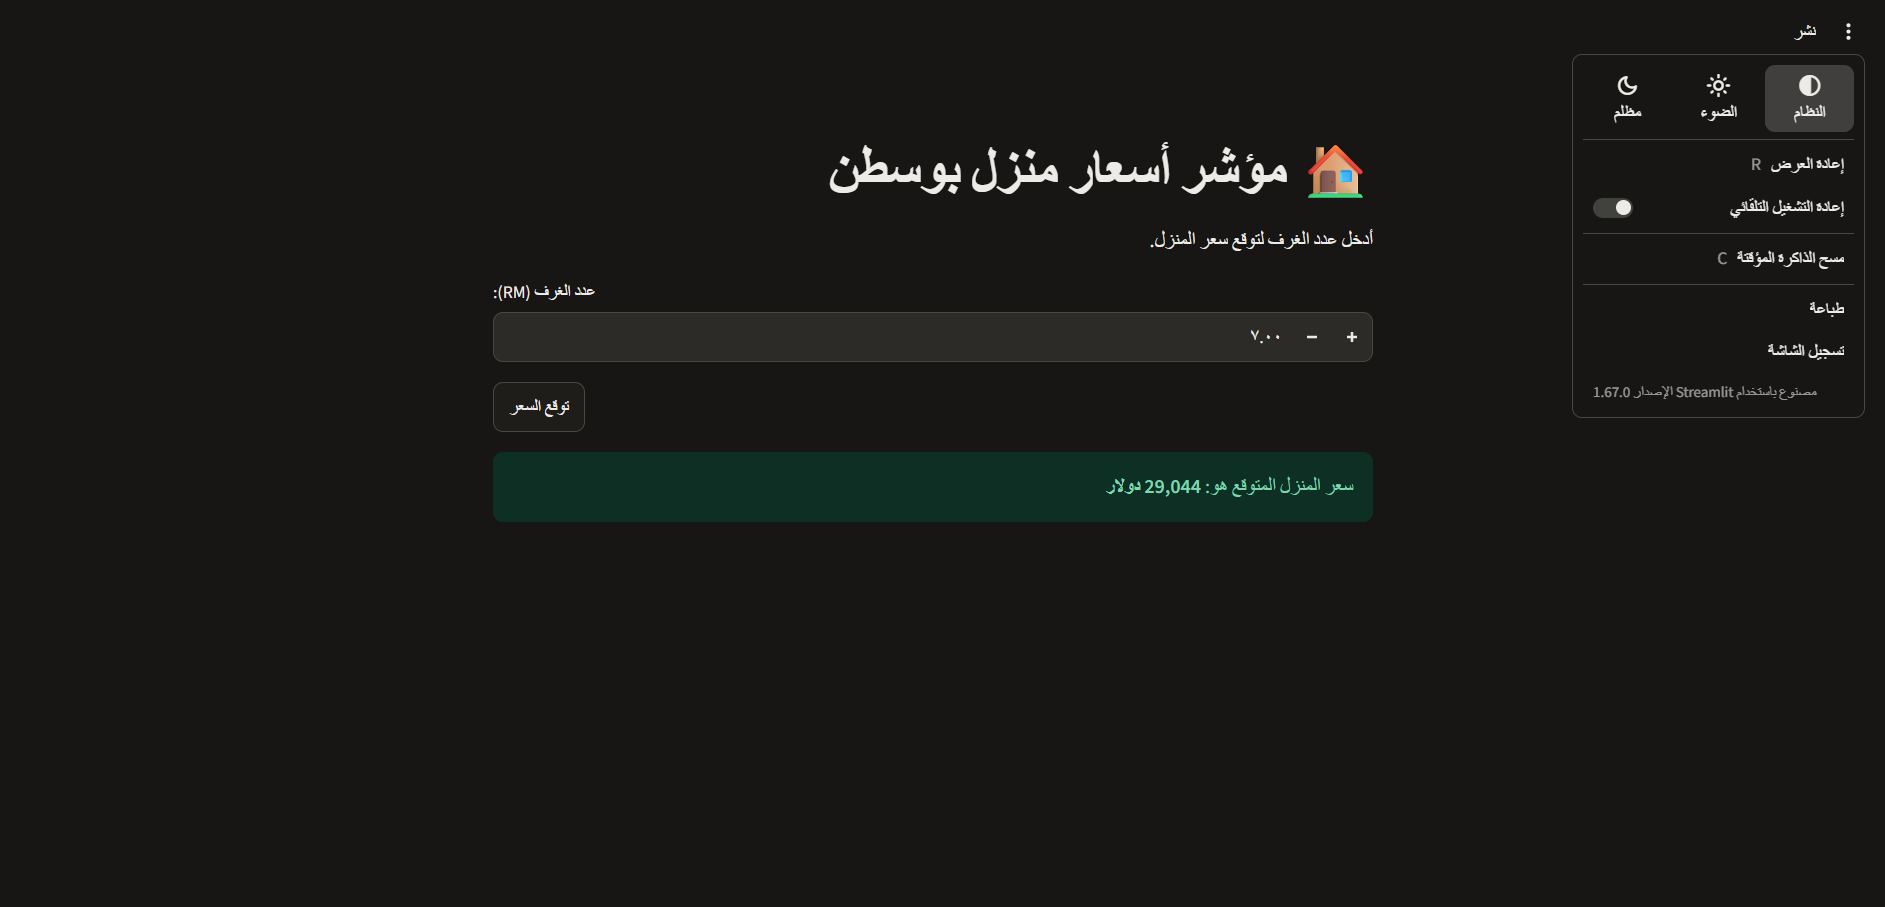 نشر
النظام
الضوء
مظلم
إعادة العرض R
إعادة التشغيل التلقائي
مسح الذاكرة المؤقتة C
طباعة
تسجيل الشاشة
مصنوع باستخدام Streamlit الإصدار 1.67.0
مؤشر أسعار منزل بوسطن
أدخل عدد الغرف لتوقع سعر المنزل.
عدد الغرف (RM):
٧.٠٠ − +
توقع السعر
سعر المنزل المتوقع هو: 29,044 دولار